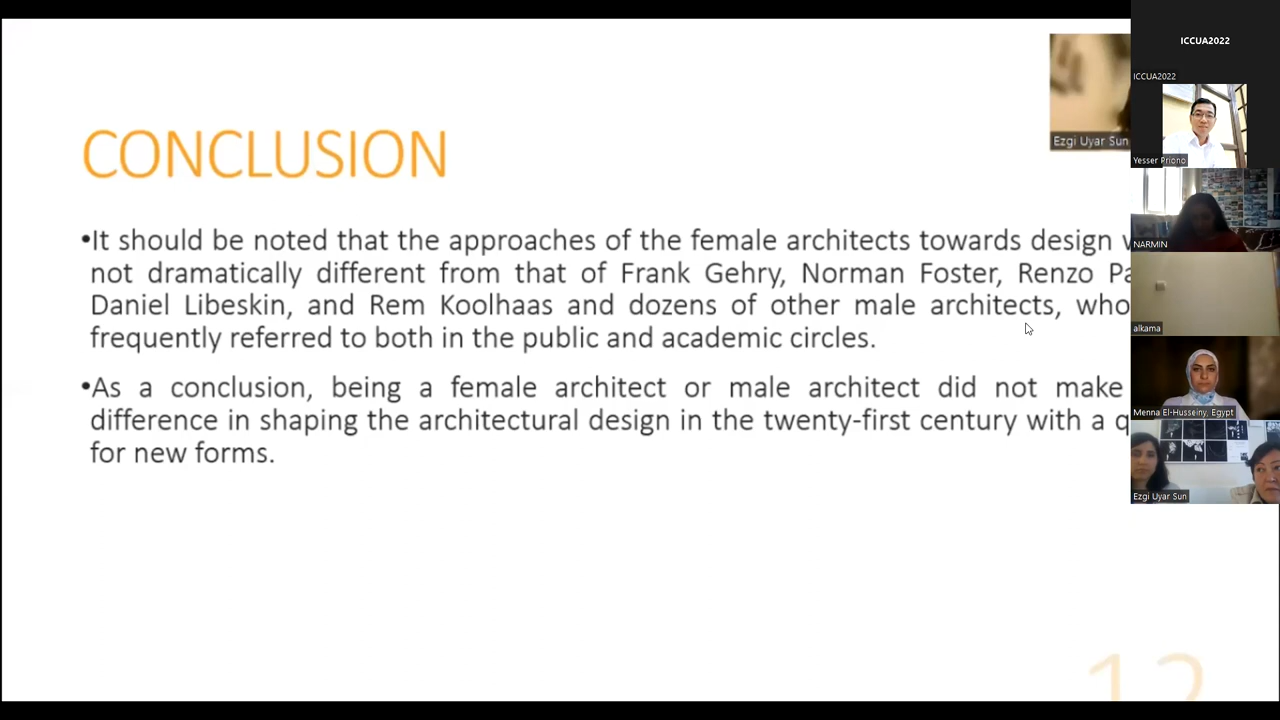 CONCLUSION
•It should be noted that the approaches of the female architects towards design
not dramatically different from that of Frank Gehry, Norman Foster, Renzo
Daniel Libeskin, and Rem Koolhaas and dozens of other male architects, who
frequently referred to both in the public and academic circles.
•As a conclusion, being a female architect or male architect did not make
difference in shaping the architectural design in the twenty-first century with a
for new forms.
12
Ezgi Uyar Sun
ICCUA2022
ICCUA2022
Yesser Priono
NARMIN
alkama
Menna El-Husseiny, Egypt
Ezgi Uyar Sun